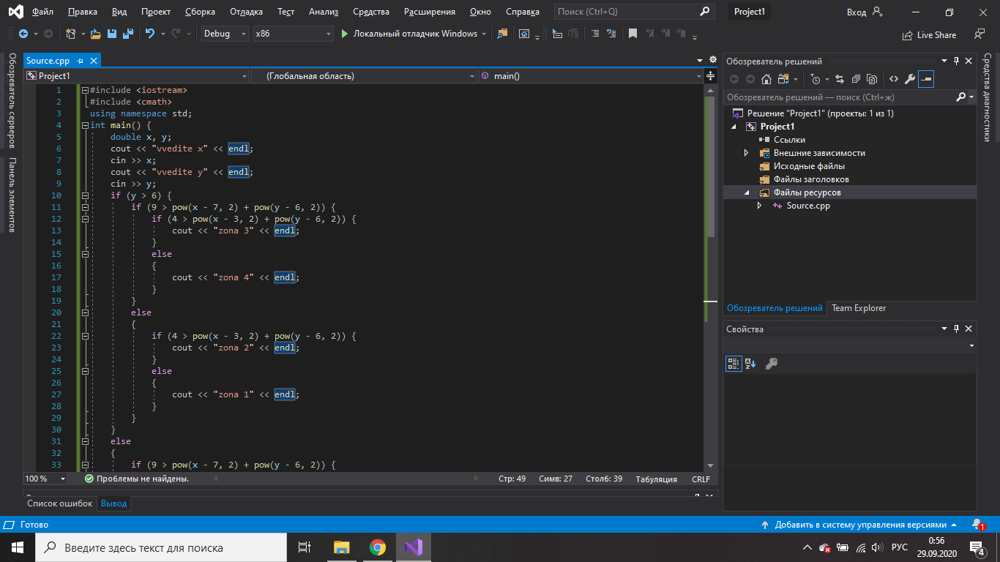 Файл Правка Вид Проект Сборка Отладка Тест Анализ Средства Расширения Окно Справка Поиск (Ctrl+Q) Project1 Вход
Debug x86 Локальный отладчик Windows Live Share
Обозреватель серверов
Панель элементов
Source.cpp
Project1 (Глобальная область) main()
1 #include <iostream>
2 #include <cmath>
3 using namespace std;
4 int main() {
5 double x, y;
6 cout << "vvedite x" << endl;
7 cin >> x;
8 cout << "vvedite y" << endl;
9 cin >> y;
10 if (y > 6) {
11 if (9 > pow(x - 7, 2) + pow(y - 6, 2)) {
12 if (4 > pow(x - 3, 2) + pow(y - 6, 2)) {
13 cout << "zona 3" << endl;
14 }
15 else
16 {
17 cout << "zona 4" << endl;
18 }
19 }
20 else
21 {
22 if (4 > pow(x - 3, 2) + pow(y - 6, 2)) {
23 cout << "zona 2" << endl;
24 }
25 else
26 {
27 cout << "zona 1" << endl;
28 }
29 }
30 }
31 else
32 {
33 if (9 > pow(x - 7, 2) + pow(y - 6, 2)) {
100 % Проблемы не найдены. Стр: 49 Симв: 27 Столб: 39 Табуляция CRLF
Список ошибок Вывод
Обозреватель решений
Обозреватель решений — поиск (Ctrl+ж)
Решение "Project1" (проекты: 1 из 1)
Project1
Ссылки
Внешние зависимости
Исходные файлы
Файлы заголовков
Файлы ресурсов
Source.cpp
Обозреватель решений Team Explorer
Свойства
Средства диагностики
Готово Добавить в систему управления версиями 1
Введите здесь текст для поиска РУС 0:56
29.09.2020 4